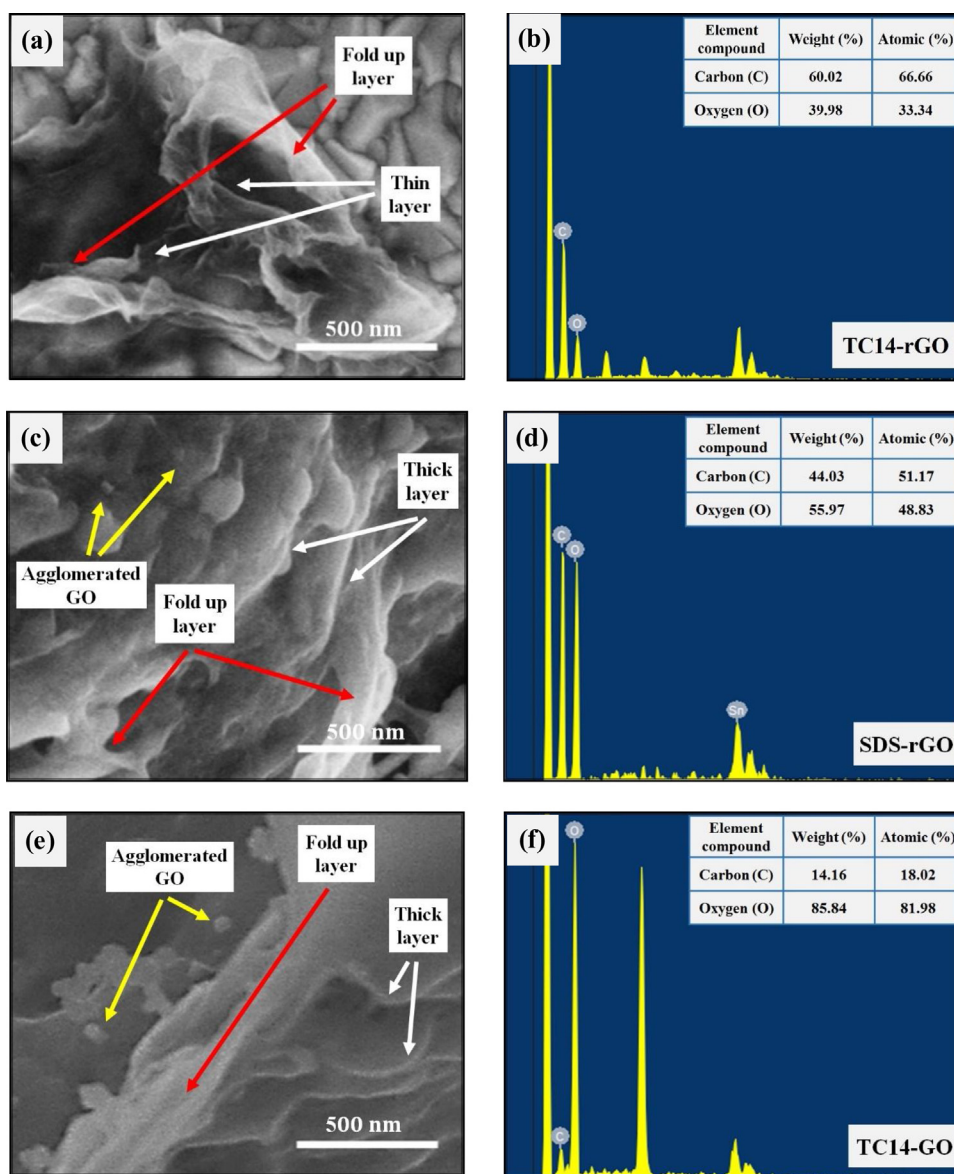 (a)
Fold up
layer
Thin
layer
500 nm
(b)
Element compound Weight (%) Atomic (%)
Carbon (C) 60.02 66.66
Oxygen (O) 39.98 33.34
C
O
TC14-rGO
(c)
Thick
layer
Agglomerated
GO
Fold up
layer
500 nm
(d)
Element compound Weight (%) Atomic (%)
Carbon (C) 44.03 51.17
Oxygen (O) 55.97 48.83
C
O
Sn
SDS-rGO
(e)
Agglomerated
GO
Fold up
layer
Thick
layer
500 nm
(f)
Element compound Weight (%) Atomic (%)
Carbon (C) 14.16 18.02
Oxygen (O) 85.84 81.98
O
C
TC14-GO